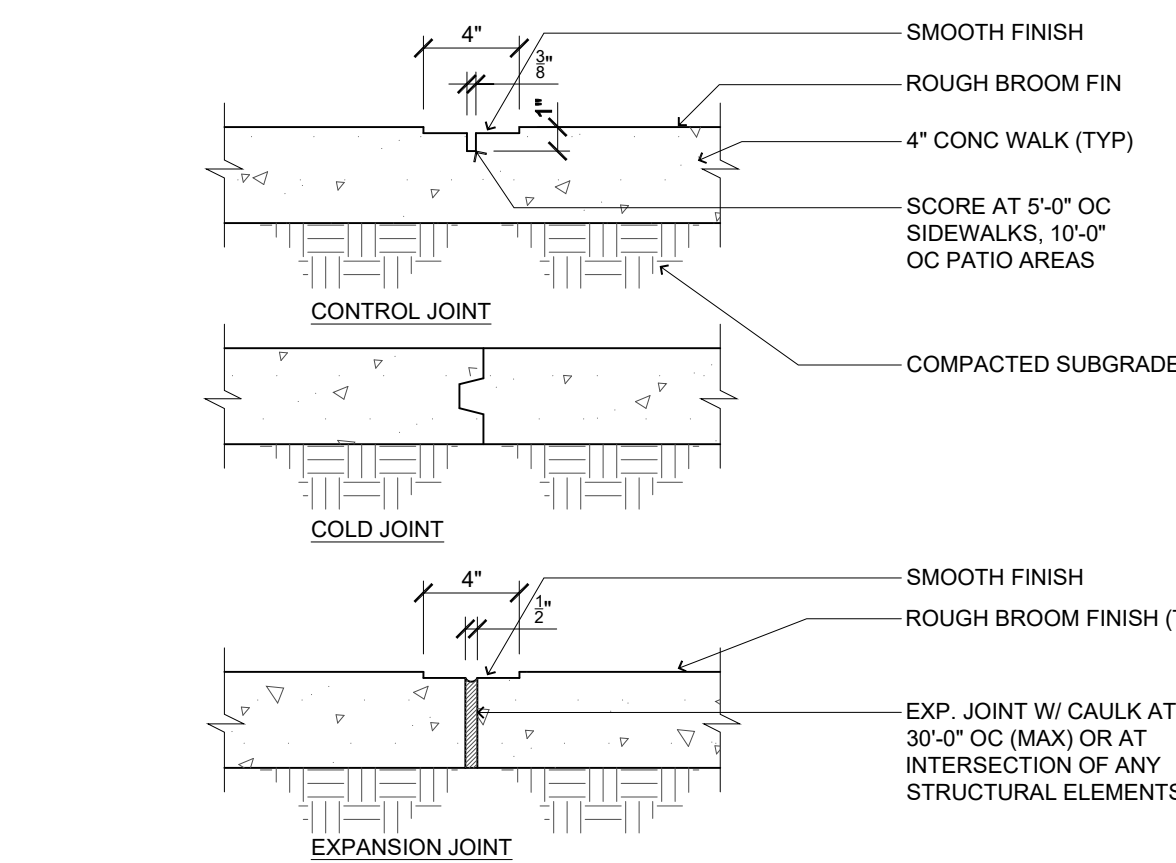 4"
3/8"
1"
SMOOTH FINISH
ROUGH BROOM FIN
4" CONC WALK (TYP)
SCORE AT 5'-0" OC
SIDEWALKS, 10'-0"
OC PATIO AREAS
CONTROL JOINT
COMPACTED SUBGRADE
COLD JOINT
4"
1/2"
SMOOTH FINISH
ROUGH BROOM FINISH (
EXP. JOINT W/ CAULK AT
30'-0" OC (MAX) OR AT
INTERSECTION OF ANY
STRUCTURAL ELEMENTS
EXPANSION JOINT